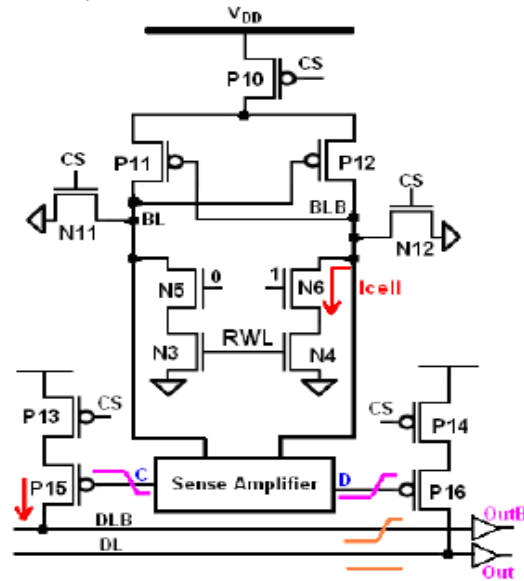 VDD
CS
P10
P11
P12
CS
CS
BL
BLB
N11
N12
0
1
N5
N6
Icell
N3
RWL
N4
P13
CS
CS
P14
P15
C
Sense Amplifier
D
P16
DLB
OutB
DL
Out